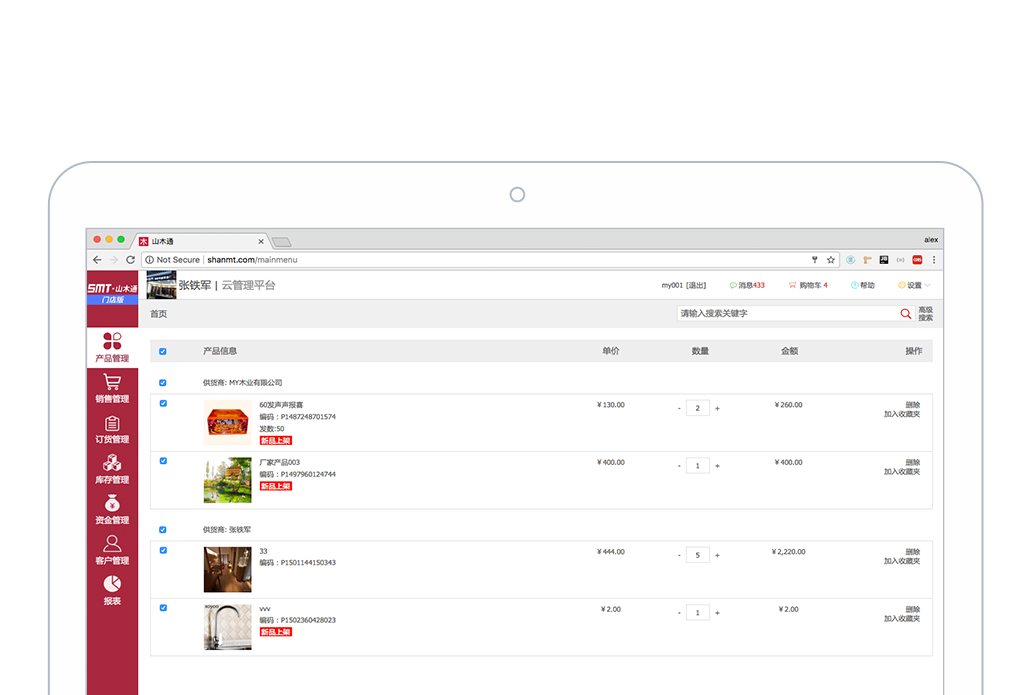 山木通
alex
Not Secure | shanmt.com/mainmenu
SMT·山木通
门店版
张铁军 | 云管理平台
my001 [退出] 消息433 购物车 4 帮助 设置
首页
请输入搜索关键字
高级
搜索
产品管理
销售管理
订货管理
库存管理
资金管理
客户管理
报表
产品信息 单价 数量 金额 操作
供货商: MY木业有限公司
60发声声报喜 ¥130.00 - 2 + ¥260.00 删除
编码：P1487248701574 加入收藏夹
发数:50
新品上架
厂家产品003 ¥400.00 - 1 + ¥400.00 删除
编码：P1497960124744 加入收藏夹
新品上架
供货商: 张铁军
33 ¥444.00 - 5 + ¥2,220.00 删除
编码：P1501144150343 加入收藏夹
vvv ¥2.00 - 1 + ¥2.00 删除
编码：P1502360428023 加入收藏夹
新品上架